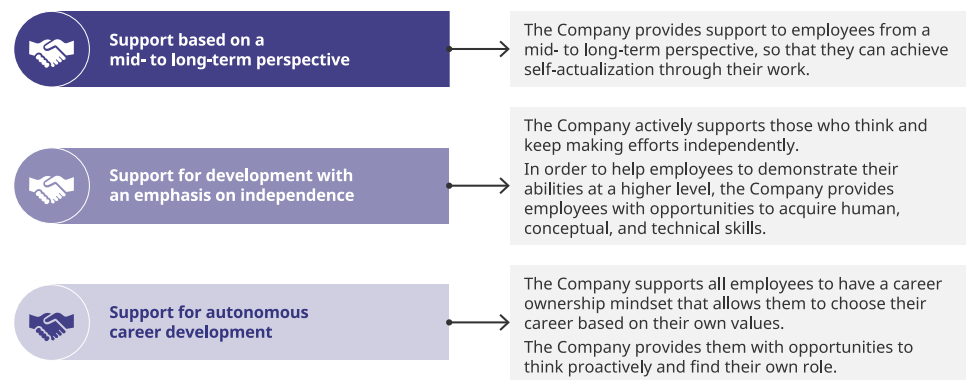 Support based on a
mid- to long-term perspective
The Company provides support to employees from a
mid- to long-term perspective, so that they can achieve
self-actualization through their work.
Support for development with
an emphasis on independence
The Company actively supports those who think and
keep making efforts independently.
In order to help employees to demonstrate their
abilities at a higher level, the Company provides
employees with opportunities to acquire human,
conceptual, and technical skills.
Support for autonomous
career development
The Company supports all employees to have a career
ownership mindset that allows them to choose their
career based on their own values.
The Company provides them with opportunities to
think proactively and find their own role.